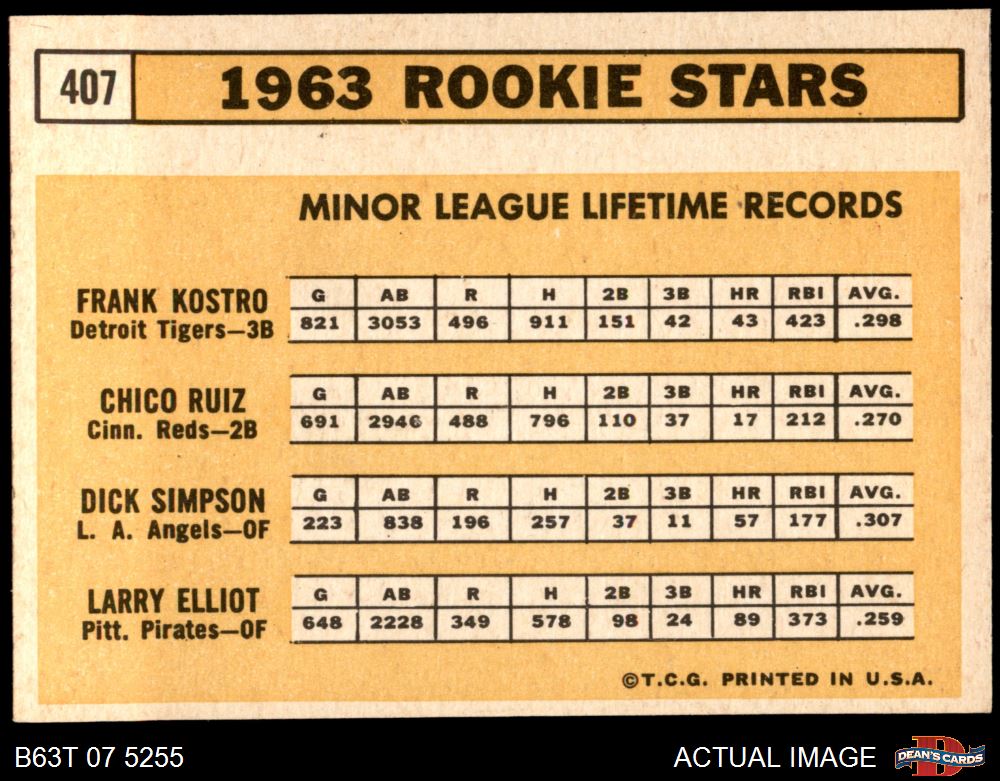 407 1963 ROOKIE STARS
MINOR LEAGUE LIFETIME RECORDS
FRANK KOSTRO
Detroit Tigers—3B
G AB R H 2B 3B HR RBI AVG.
821 3053 496 911 151 42 43 423 .298
CHICO RUIZ
Cinn. Reds—2B
G AB R H 2B 3B HR RBI AVG.
691 2946 488 796 110 37 17 212 .270
DICK SIMPSON
L. A. Angels—OF
G AB R H 2B 3B HR RBI AVG.
223 838 196 257 37 11 57 177 .307
LARRY ELLIOT
Pitt. Pirates—OF
G AB R H 2B 3B HR RBI AVG.
648 2228 349 578 98 24 89 373 .259
©T.C.G. PRINTED IN U.S.A.
B63T 07 5255 ACTUAL IMAGE D DEAN'S CARDS